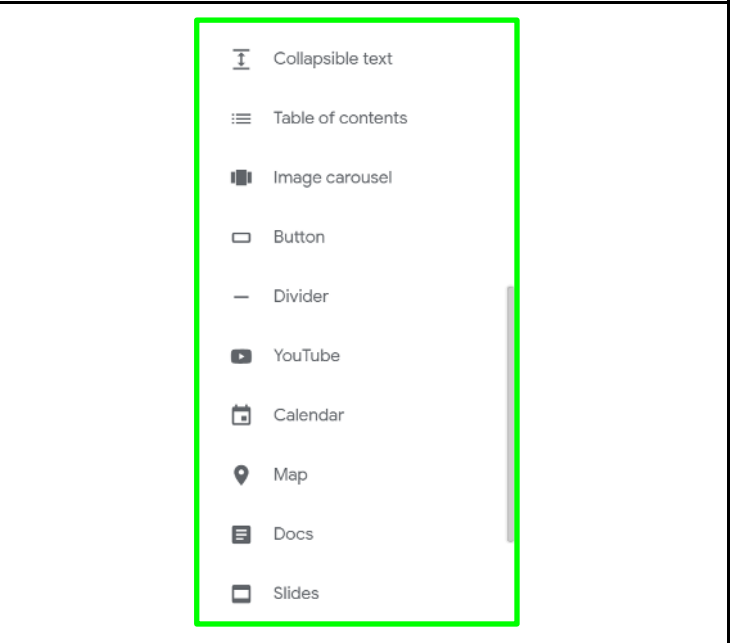 Collapsible text
Table of contents
Image carousel
Button
Divider
YouTube
Calendar
Map
Docs
Slides